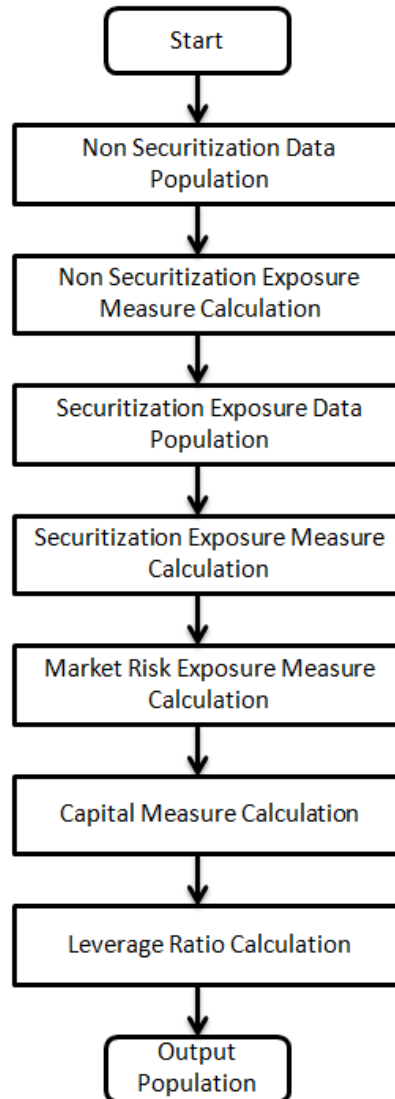 Start
Non Securitization Data
Population
Non Securitization Exposure
Measure Calculation
Securitization Exposure Data
Population
Securitization Exposure Measure
Calculation
Market Risk Exposure Measure
Calculation
Capital Measure Calculation
Leverage Ratio Calculation
Output
Population